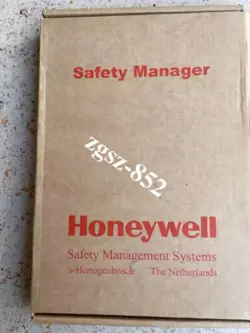 Safety Manager
zgsz-852
Honeywell
Safety Management Systems
's-Hertogenbosch The Netherlands